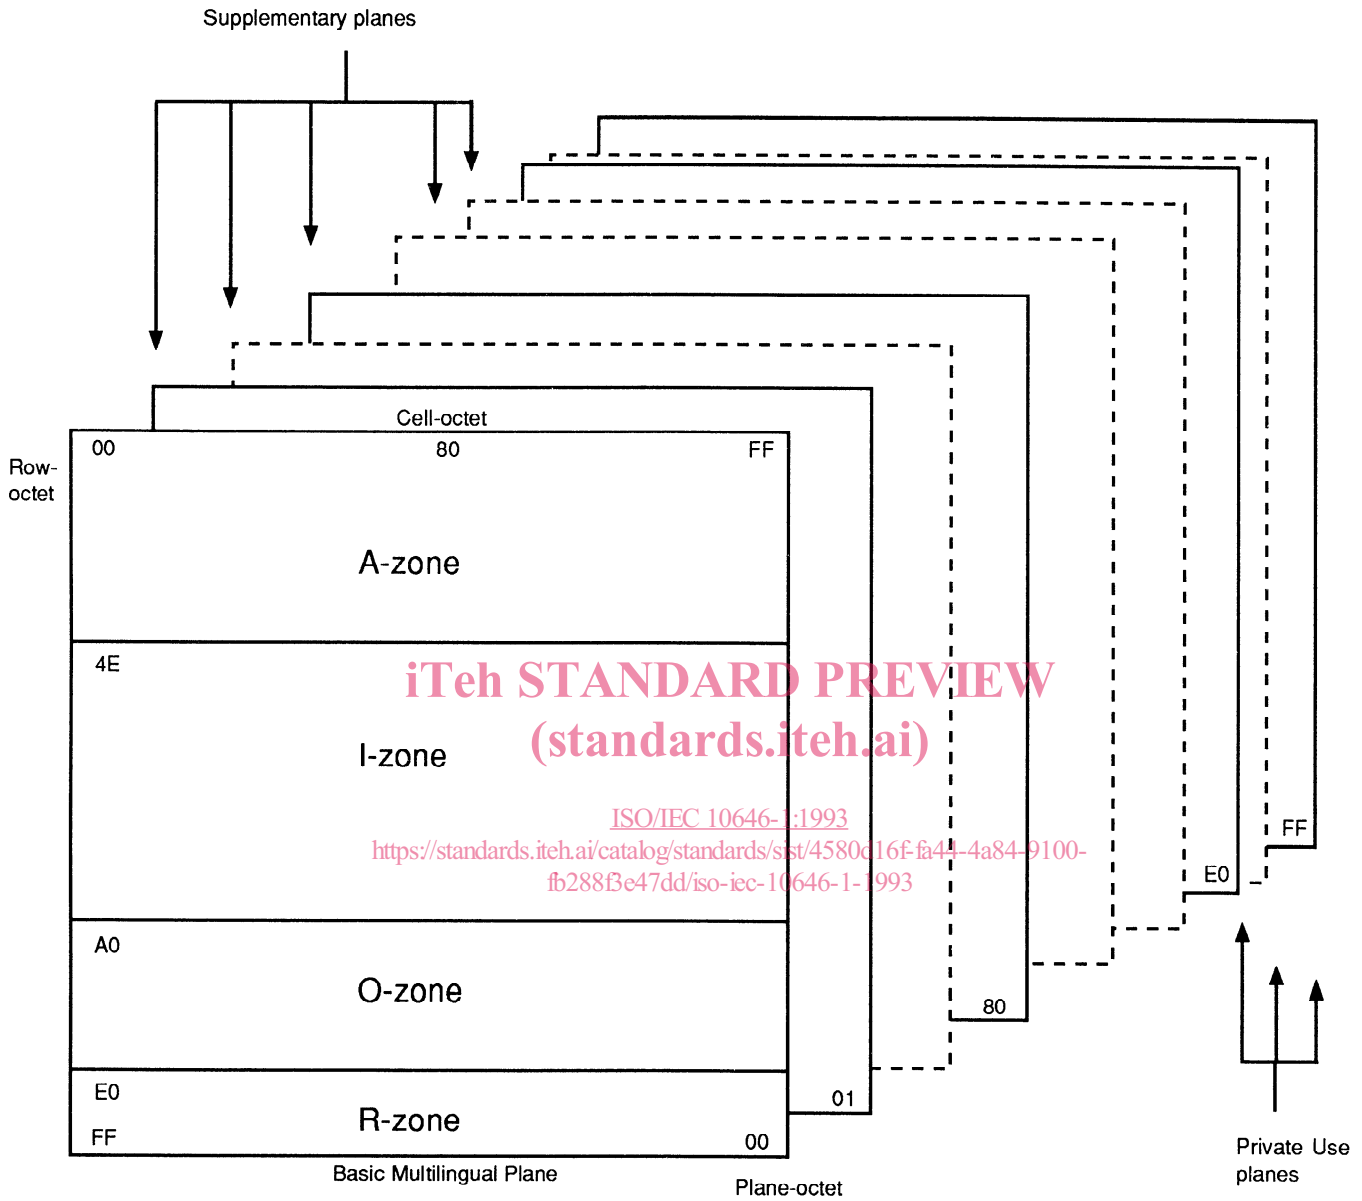 Supplementary planes
Cell-octet
00 80 FF
Row-
octet
A-zone
4E
iTeh STANDARD PREVIEW
(standards.iteh.ai)
I-zone
ISO/IEC 10646-1:1993
https://standards.iteh.ai/catalog/standards/sist/4580d16f-fa44-4a84-9100-
fb288f3e47dd/iso-iec-10646-1-1993
FF
E0
A0
O-zone
80
E0
01
R-zone
FF
00
Basic Multilingual Plane
Plane-octet
Private Use
planes